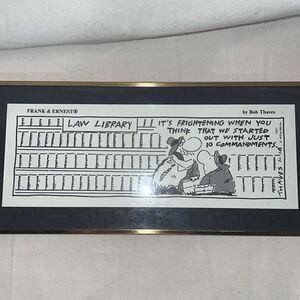 FRANK & ERNEST®
by Bob Thaves
LAW LIBRARY
IT'S FRIGHTENING WHEN YOU
THINK THAT WE STARTED
OUT WITH JUST
10 COMMANDMENTS.
THAVES